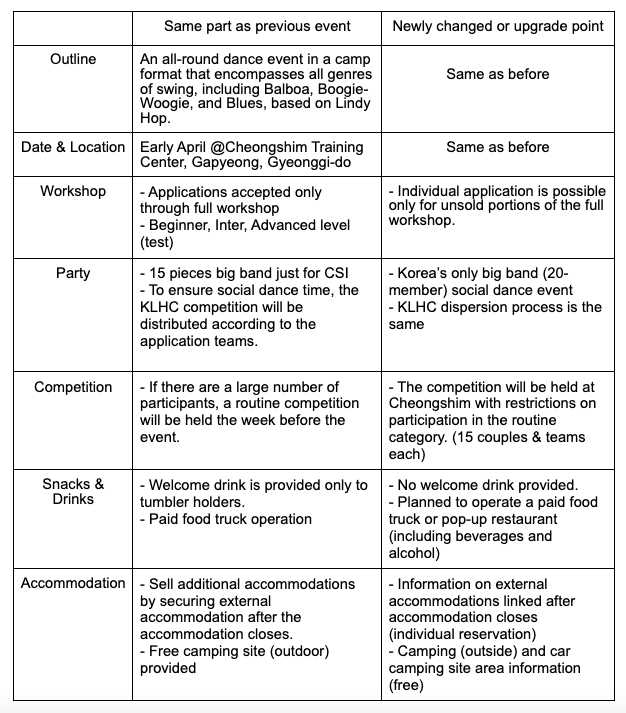 Same part as previous event
Newly changed or upgrade point
Outline
An all-round dance event in a camp
format that encompasses all genres
of swing, including Balboa, Boogie-
Woogie, and Blues, based on Lindy
Hop.
Same as before
Date & Location
Early April @Cheongshim Training
Center, Gapyeong, Gyeonggi-do
Same as before
Workshop
- Applications accepted only
through full workshop
- Beginner, Inter, Advanced level
(test)
- Individual application is possible
only for unsold portions of the full
workshop.
Party
- 15 pieces big band just for CSI
- To ensure social dance time, the
KLHC competition will be
distributed according to the
application teams.
- Korea's only big band (20-
member) social dance event
- KLHC dispersion process is the
same
Competition
- If there are a large number of
participants, a routine competition
will be held the week before the
event.
- The competition will be held at
Cheongshim with restrictions on
participation in the routine
category. (15 couples & teams
each)
Snacks &
Drinks
- Welcome drink is provided only to
tumbler holders.
- Paid food truck operation
- No welcome drink provided.
- Planned to operate a paid food
truck or pop-up restaurant
(including beverages and
alcohol)
Accommodation
- Sell additional accommodations
by securing external
accommodation after the
accommodation closes.
- Free camping site (outdoor)
provided
- Information on external
accommodations linked after
accommodation closes
(individual reservation)
- Camping (outside) and car
camping site area information
(free)